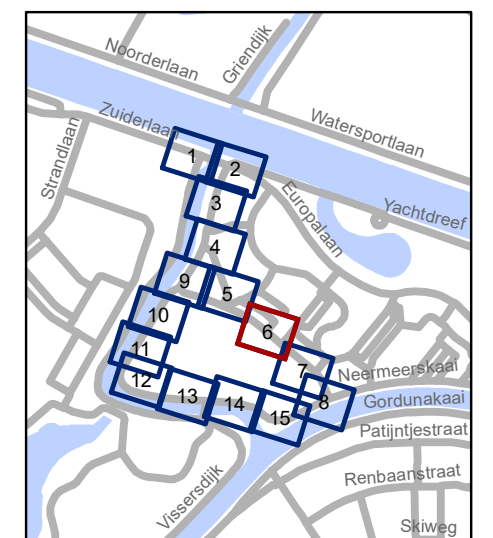 Noorderlaan
Griendijk
Zuiderlaan
Watersportlaan
Strandlaan
1
2
Europalaan
3
Yachtdreef
4
9
5
10
6
11
7
Neermeerskaai
12
13
14
15
8
Gordunakaai
Patijntjestraat
Vissersdijk
Renbaanstraat
Skiweg